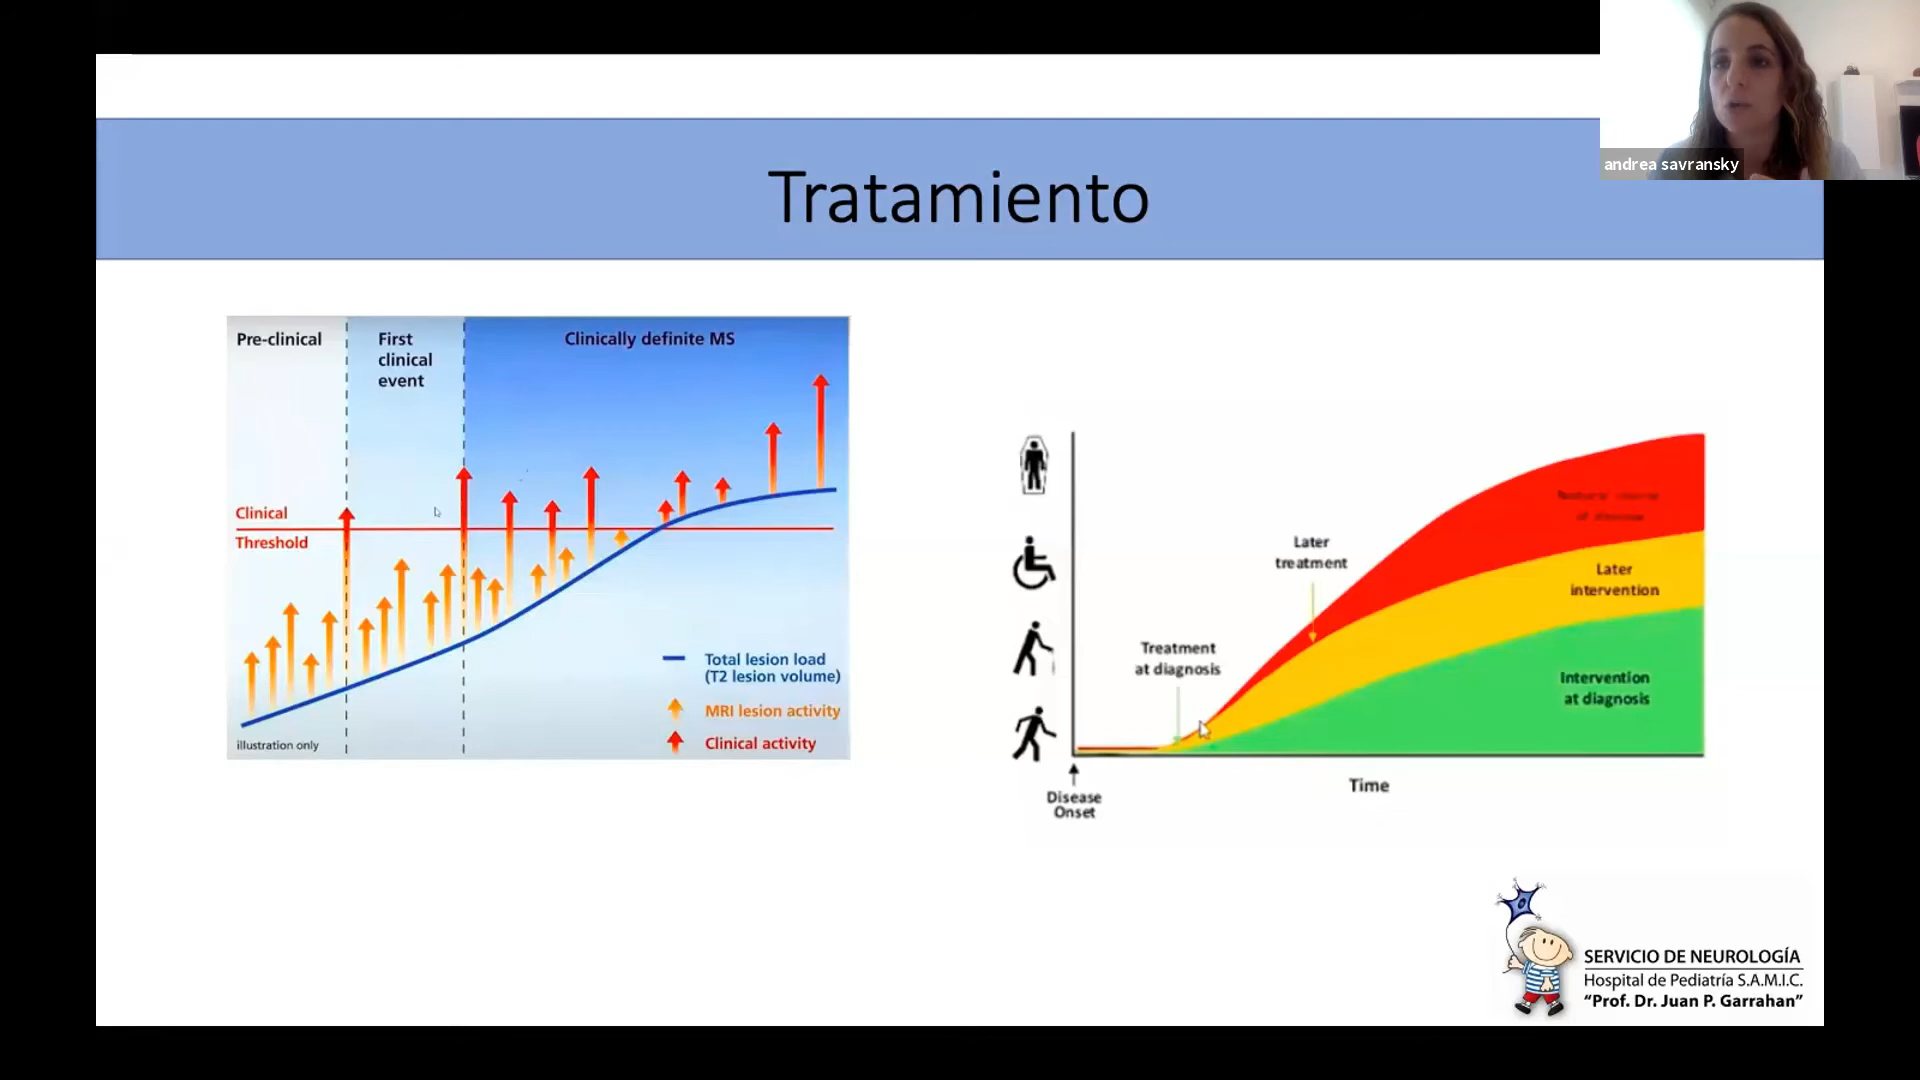 andrea savransky
Tratamiento
Pre-clinical
First
clinical
event
Clinically definite MS
Clinical
Threshold
Total lesion load
(T2 lesion volume)
MRI lesion activity
Clinical activity
illustration only
Later
treatment
Treatment
at diagnosis
Later
intervention
Intervention
at diagnosis
Time
Disease
Onset
SERVICIO DE NEUROLOGÍA
Hospital de Pediatría S.A.M.I.C.
“Prof. Dr. Juan P. Garrahan”